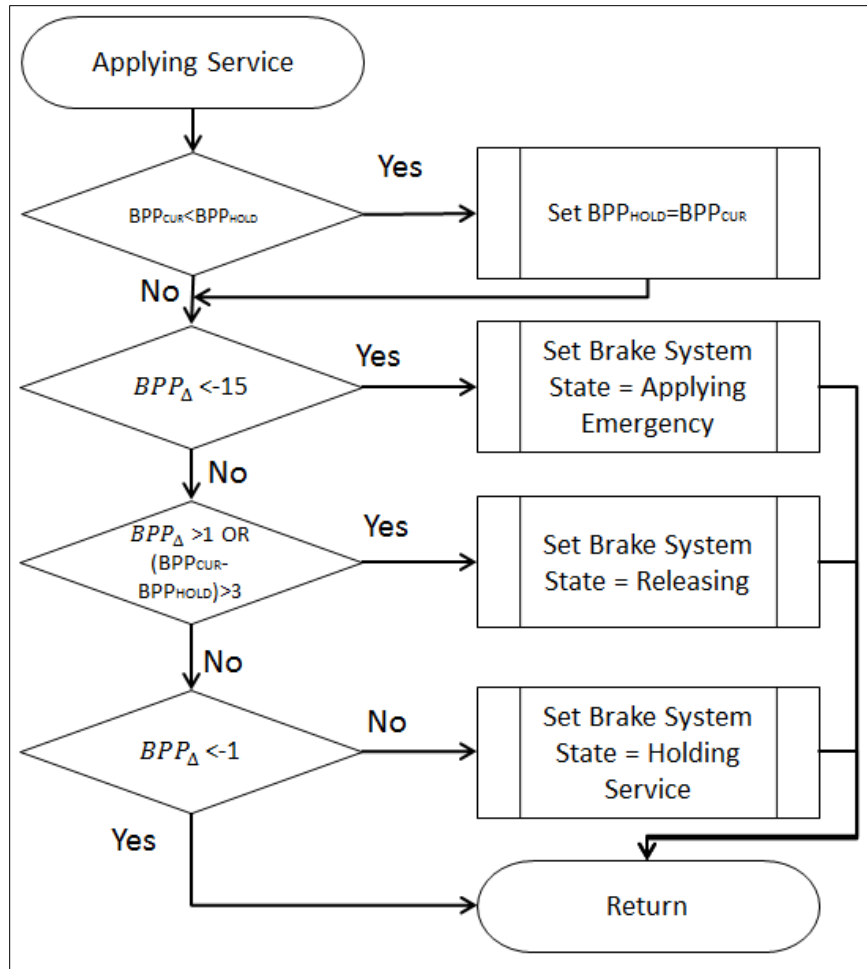 Applying Service
Yes
BPPCUR<BPPHOLD
Set BPPHOLD=BPPCUR
No
BPPΔ <-15
Yes
Set Brake System
State = Applying
Emergency
No
BPPΔ >1 OR
(BPPCUR-
BPPHOLD)>3
Yes
Set Brake System
State = Releasing
No
BPPΔ <-1
No
Set Brake System
State = Holding
Service
Yes
Return